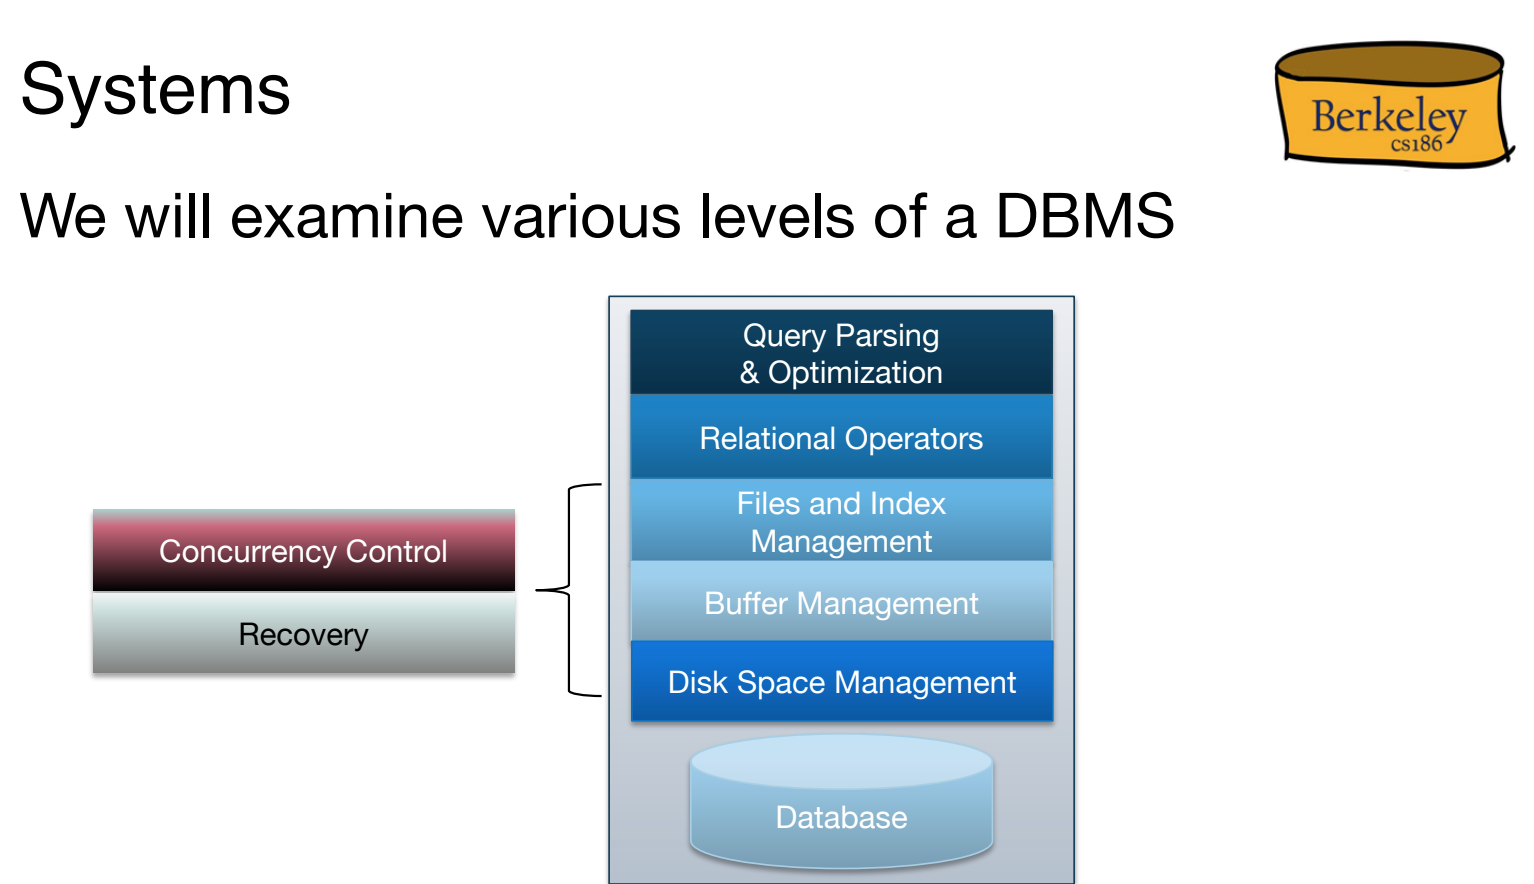 Systems
Berkeley
cs186
We will examine various levels of a DBMS
Query Parsing
& Optimization
Relational Operators
Files and Index
Management
Concurrency Control
Buffer Management
Recovery
Disk Space Management
Database